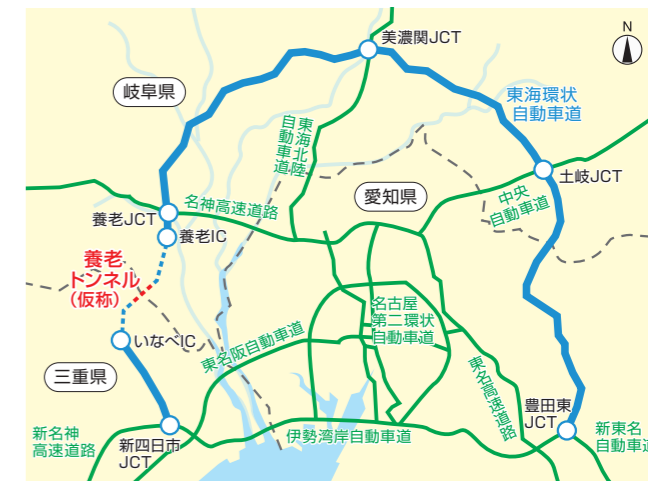 N
美濃関JCT
岐阜県
東海環状
自動車道
東海北陸
自動車道
土岐JCT
愛知県
中央
自動車道
養老JCT
名神高速道路
養老IC
養老
トンネル
(仮称)
名古屋
第二環状
自動車道
いなべIC
東名阪自動車道
東名高速道路
三重県
豊田東
JCT
新名神
高速道路
新四日市
JCT
伊勢湾岸自動車道
新東名
自動車道